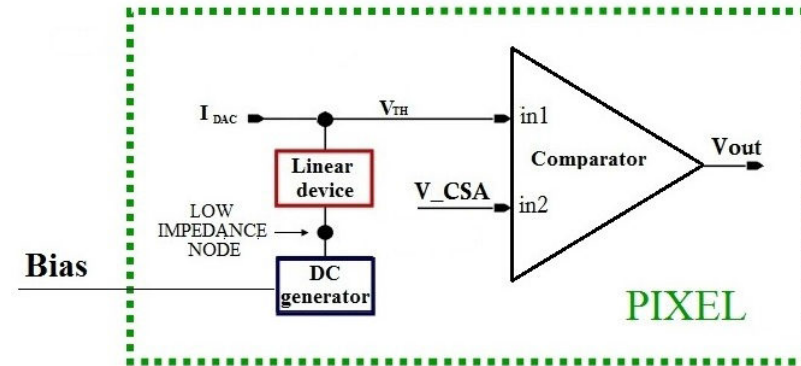 I DAC
VTH
in1
Linear
device
Comparator
Vout
V_CSA
in2
LOW
IMPEDANCE
NODE
Bias
DC
generator
PIXEL